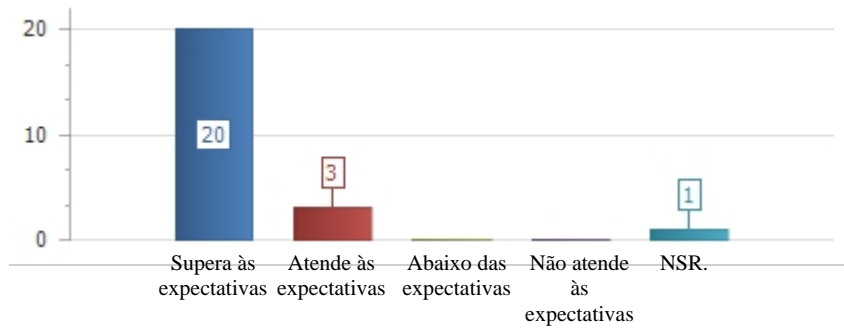 20
10
0
20
3
1
Supera às
expectativas
Atende às
expectativas
Abaixo das
expectativas
Não atende
às
expectativas
NSR.